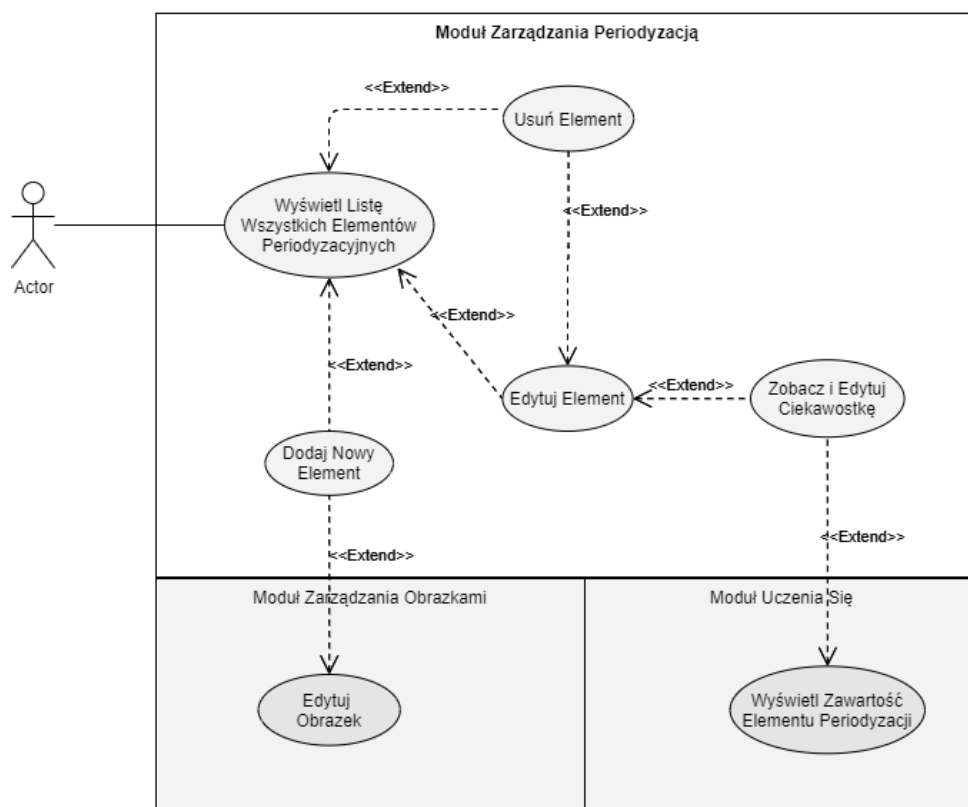 Moduł Zarządzania Periodyzacją
<<Extend>>
Usuń Element
Wyświetl Listę
Wszystkich Elementów
Periodyzacyjnych
<<Extend>>
Actor
<<Extend>>
<<Extend>>
Edytuj Element
<<Extend>>
Zobacz i Edytuj
Ciekawostkę
Dodaj Nowy
Element
<<Extend>>
<<Extend>>
Moduł Zarządzania Obrazkami
Moduł Uczenia Się
Edytuj
Obrazek
Wyświetl Zawartość
Elementu Periodyzacji